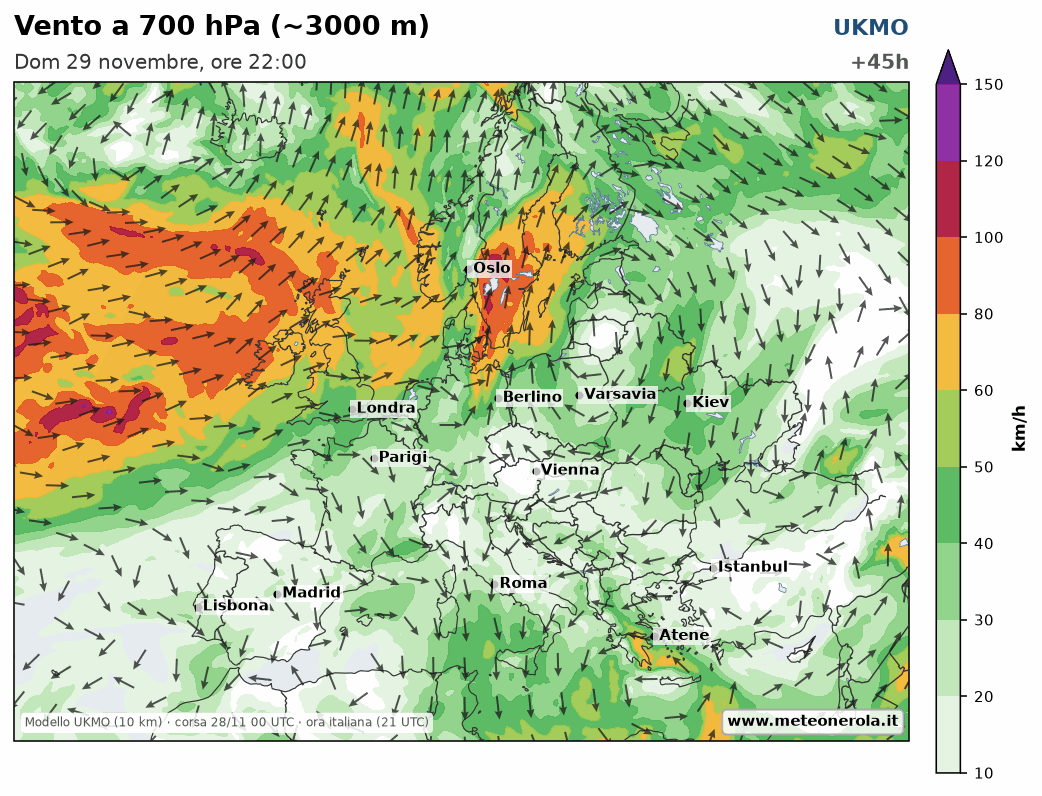 Vento a 700 hPa (~3000 m)
UKMO
Dom 29 novembre, ore 22:00
+45h
150
120
100
80
60
50
40
30
20
10
km/h
Oslo
Berlino
Varsavia
Kiev
Londra
Parigi
Vienna
Istanbul
Roma
Madrid
Lisbona
Atene
Modello UKMO (10 km) · corsa 28/11 00 UTC · ora italiana (21 UTC)
www.meteonerola.it